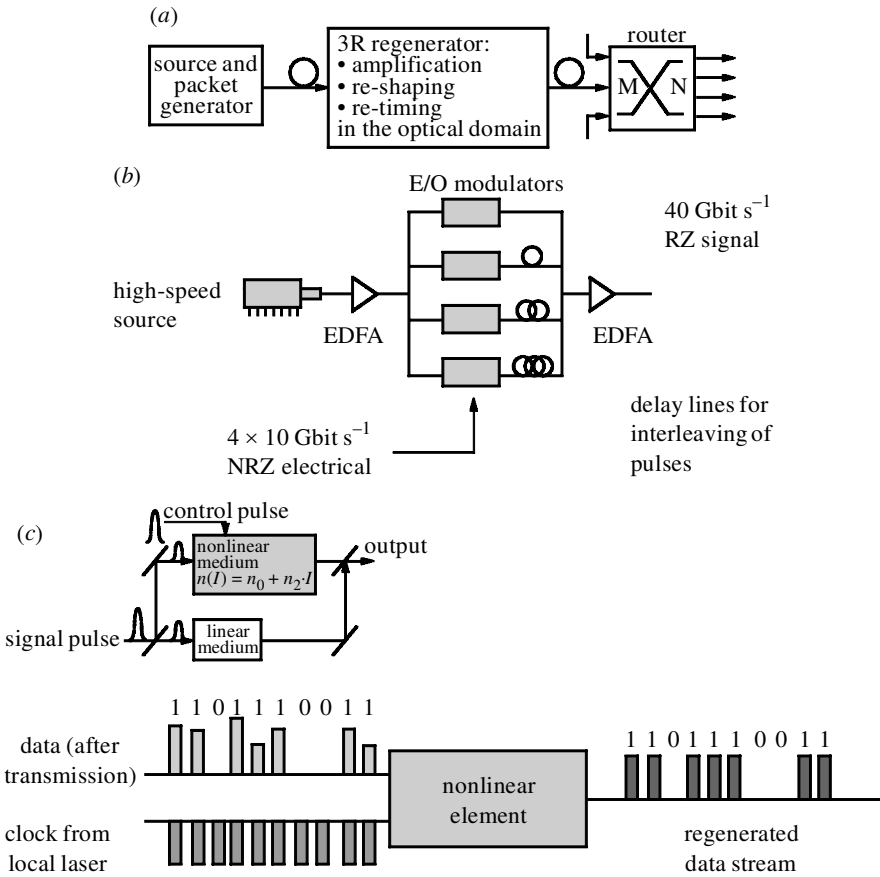 (a)
source and
packet
generator
3R regenerator:
• amplification
• re-shaping
• re-timing
in the optical domain
router
M N
(b)
E/O modulators
40 Gbit s⁻¹
RZ signal
high-speed
source
EDFA
EDFA
4 × 10 Gbit s⁻¹
NRZ electrical
delay lines for
interleaving of
pulses
(c)
control pulse
nonlinear
medium
n(I) = n₀ + n₂·I
output
signal pulse
linear
medium
1 1 0 1 1 1 0 0 1 1
data (after
transmission)
clock from
local laser
nonlinear
element
1 1 0 1 1 1 0 0 1 1
regenerated
data stream